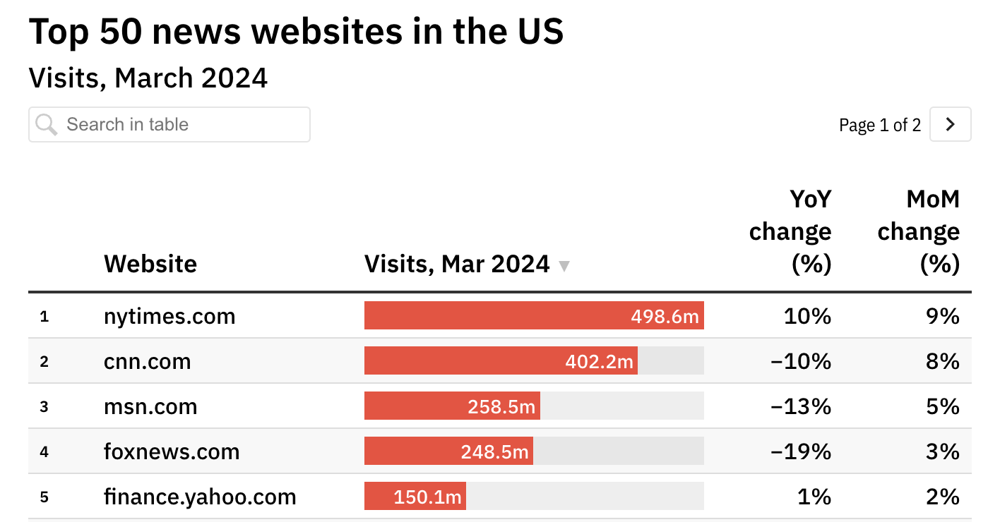 Top 50 news websites in the US
Visits, March 2024
Search in table
Page 1 of 2
Website Visits, Mar 2024 YoY change (%) MoM change (%)
1 nytimes.com 498.6m 10% 9%
2 cnn.com 402.2m −10% 8%
3 msn.com 258.5m −13% 5%
4 foxnews.com 248.5m −19% 3%
5 finance.yahoo.com 150.1m 1% 2%